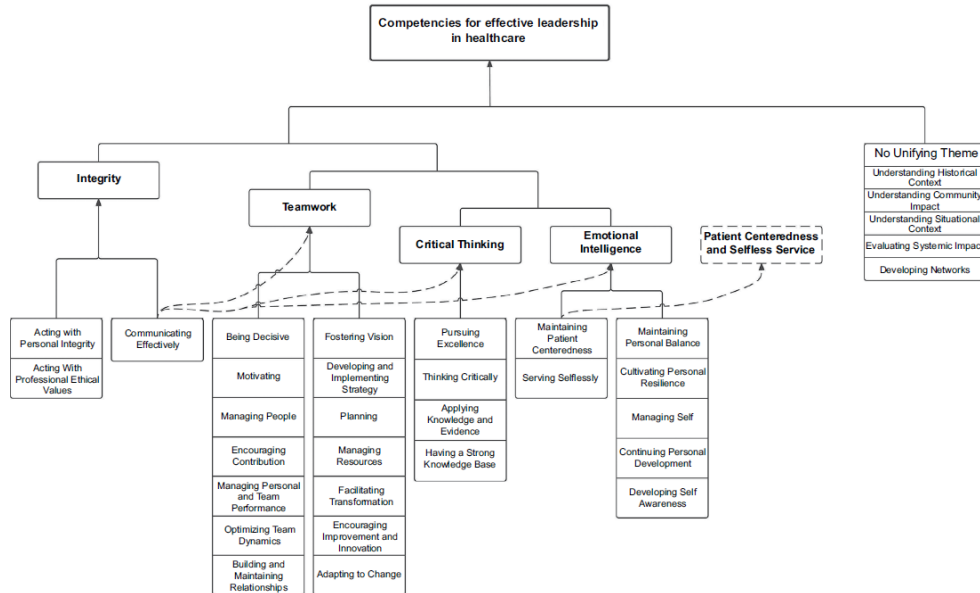 Competencies for effective leadership
in healthcare
Integrity
Teamwork
Critical Thinking
Emotional
Intelligence
Patient Centeredness
and Selfless Service
No Unifying Theme
Understanding Historical
Context
Understanding Community
Impact
Understanding Situational
Context
Evaluating Systemic Impact
Developing Networks
Acting with
Personal Integrity
Acting With
Professional Ethical
Values
Communicating
Effectively
Being Decisive
Motivating
Managing People
Encouraging
Contribution
Managing Personal
and Team
Performance
Optimizing Team
Dynamics
Building and
Maintaining
Relationships
Fostering Vision
Developing and
Implementing
Strategy
Planning
Managing
Resources
Facilitating
Transformation
Encouraging
Improvement and
Innovation
Adapting to Change
Pursuing
Excellence
Thinking Critically
Applying
Knowledge and
Evidence
Having a Strong
Knowledge Base
Maintaining
Patient
Centeredness
Serving Selflessly
Maintaining
Personal Balance
Cultivating Personal
Resilience
Managing Self
Continuing Personal
Development
Developing Self
Awareness